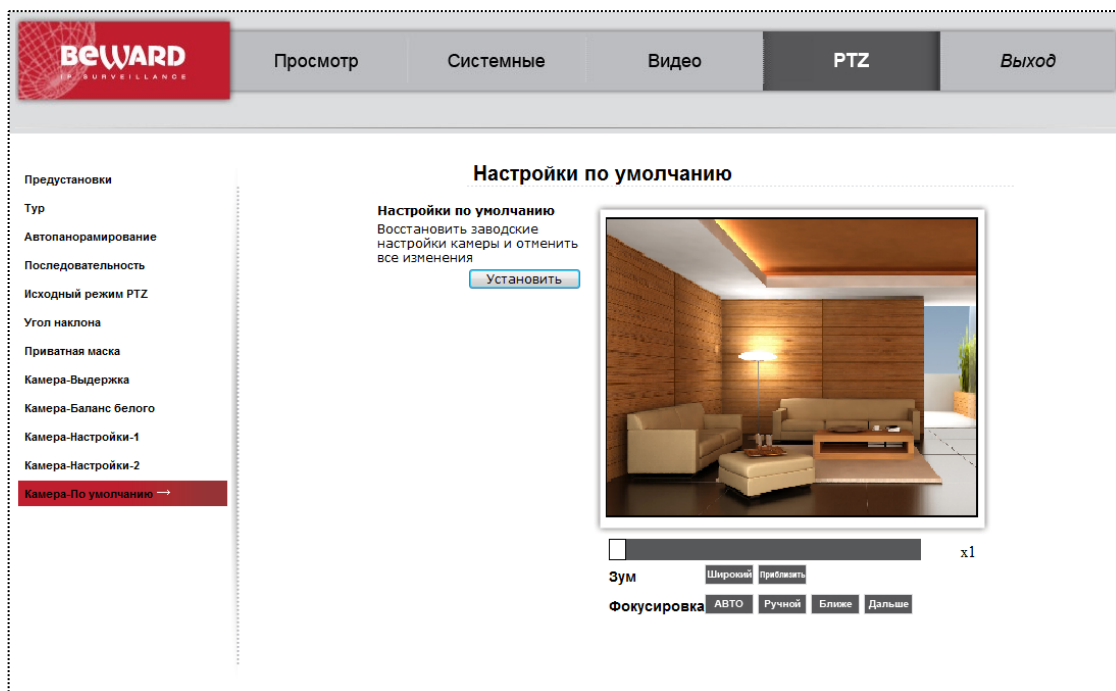 BEWARD
IP SURVEILLANCE
Просмотр
Системные
Видео
PTZ
Выход
Предустановки
Тур
Автопанорамирование
Последовательность
Исходный режим PTZ
Угол наклона
Приватная маска
Камера-Выдержка
Камера-Баланс белого
Камера-Настройки-1
Камера-Настройки-2
Камера-По умолчанию →
Настройки по умолчанию
Настройки по умолчанию
Восстановить заводские
настройки камеры и отменить
все изменения
Установить
x1
Зум
Широкий
Приблизить
Фокусировка
АВТО
Ручной
Ближе
Дальше